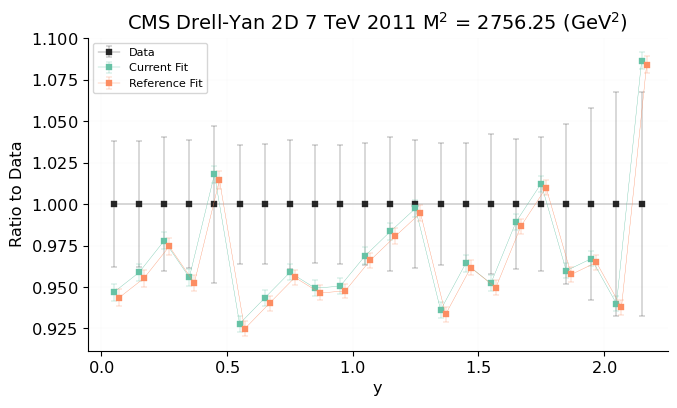 CMS Drell-Yan 2D 7 TeV 2011 M² = 2756.25 (GeV²)
1.100
1.075
1.050
1.025
1.000
0.975
0.950
0.925
Ratio to Data
Data
Current Fit
Reference Fit
0.0 0.5 1.0 1.5 2.0
y